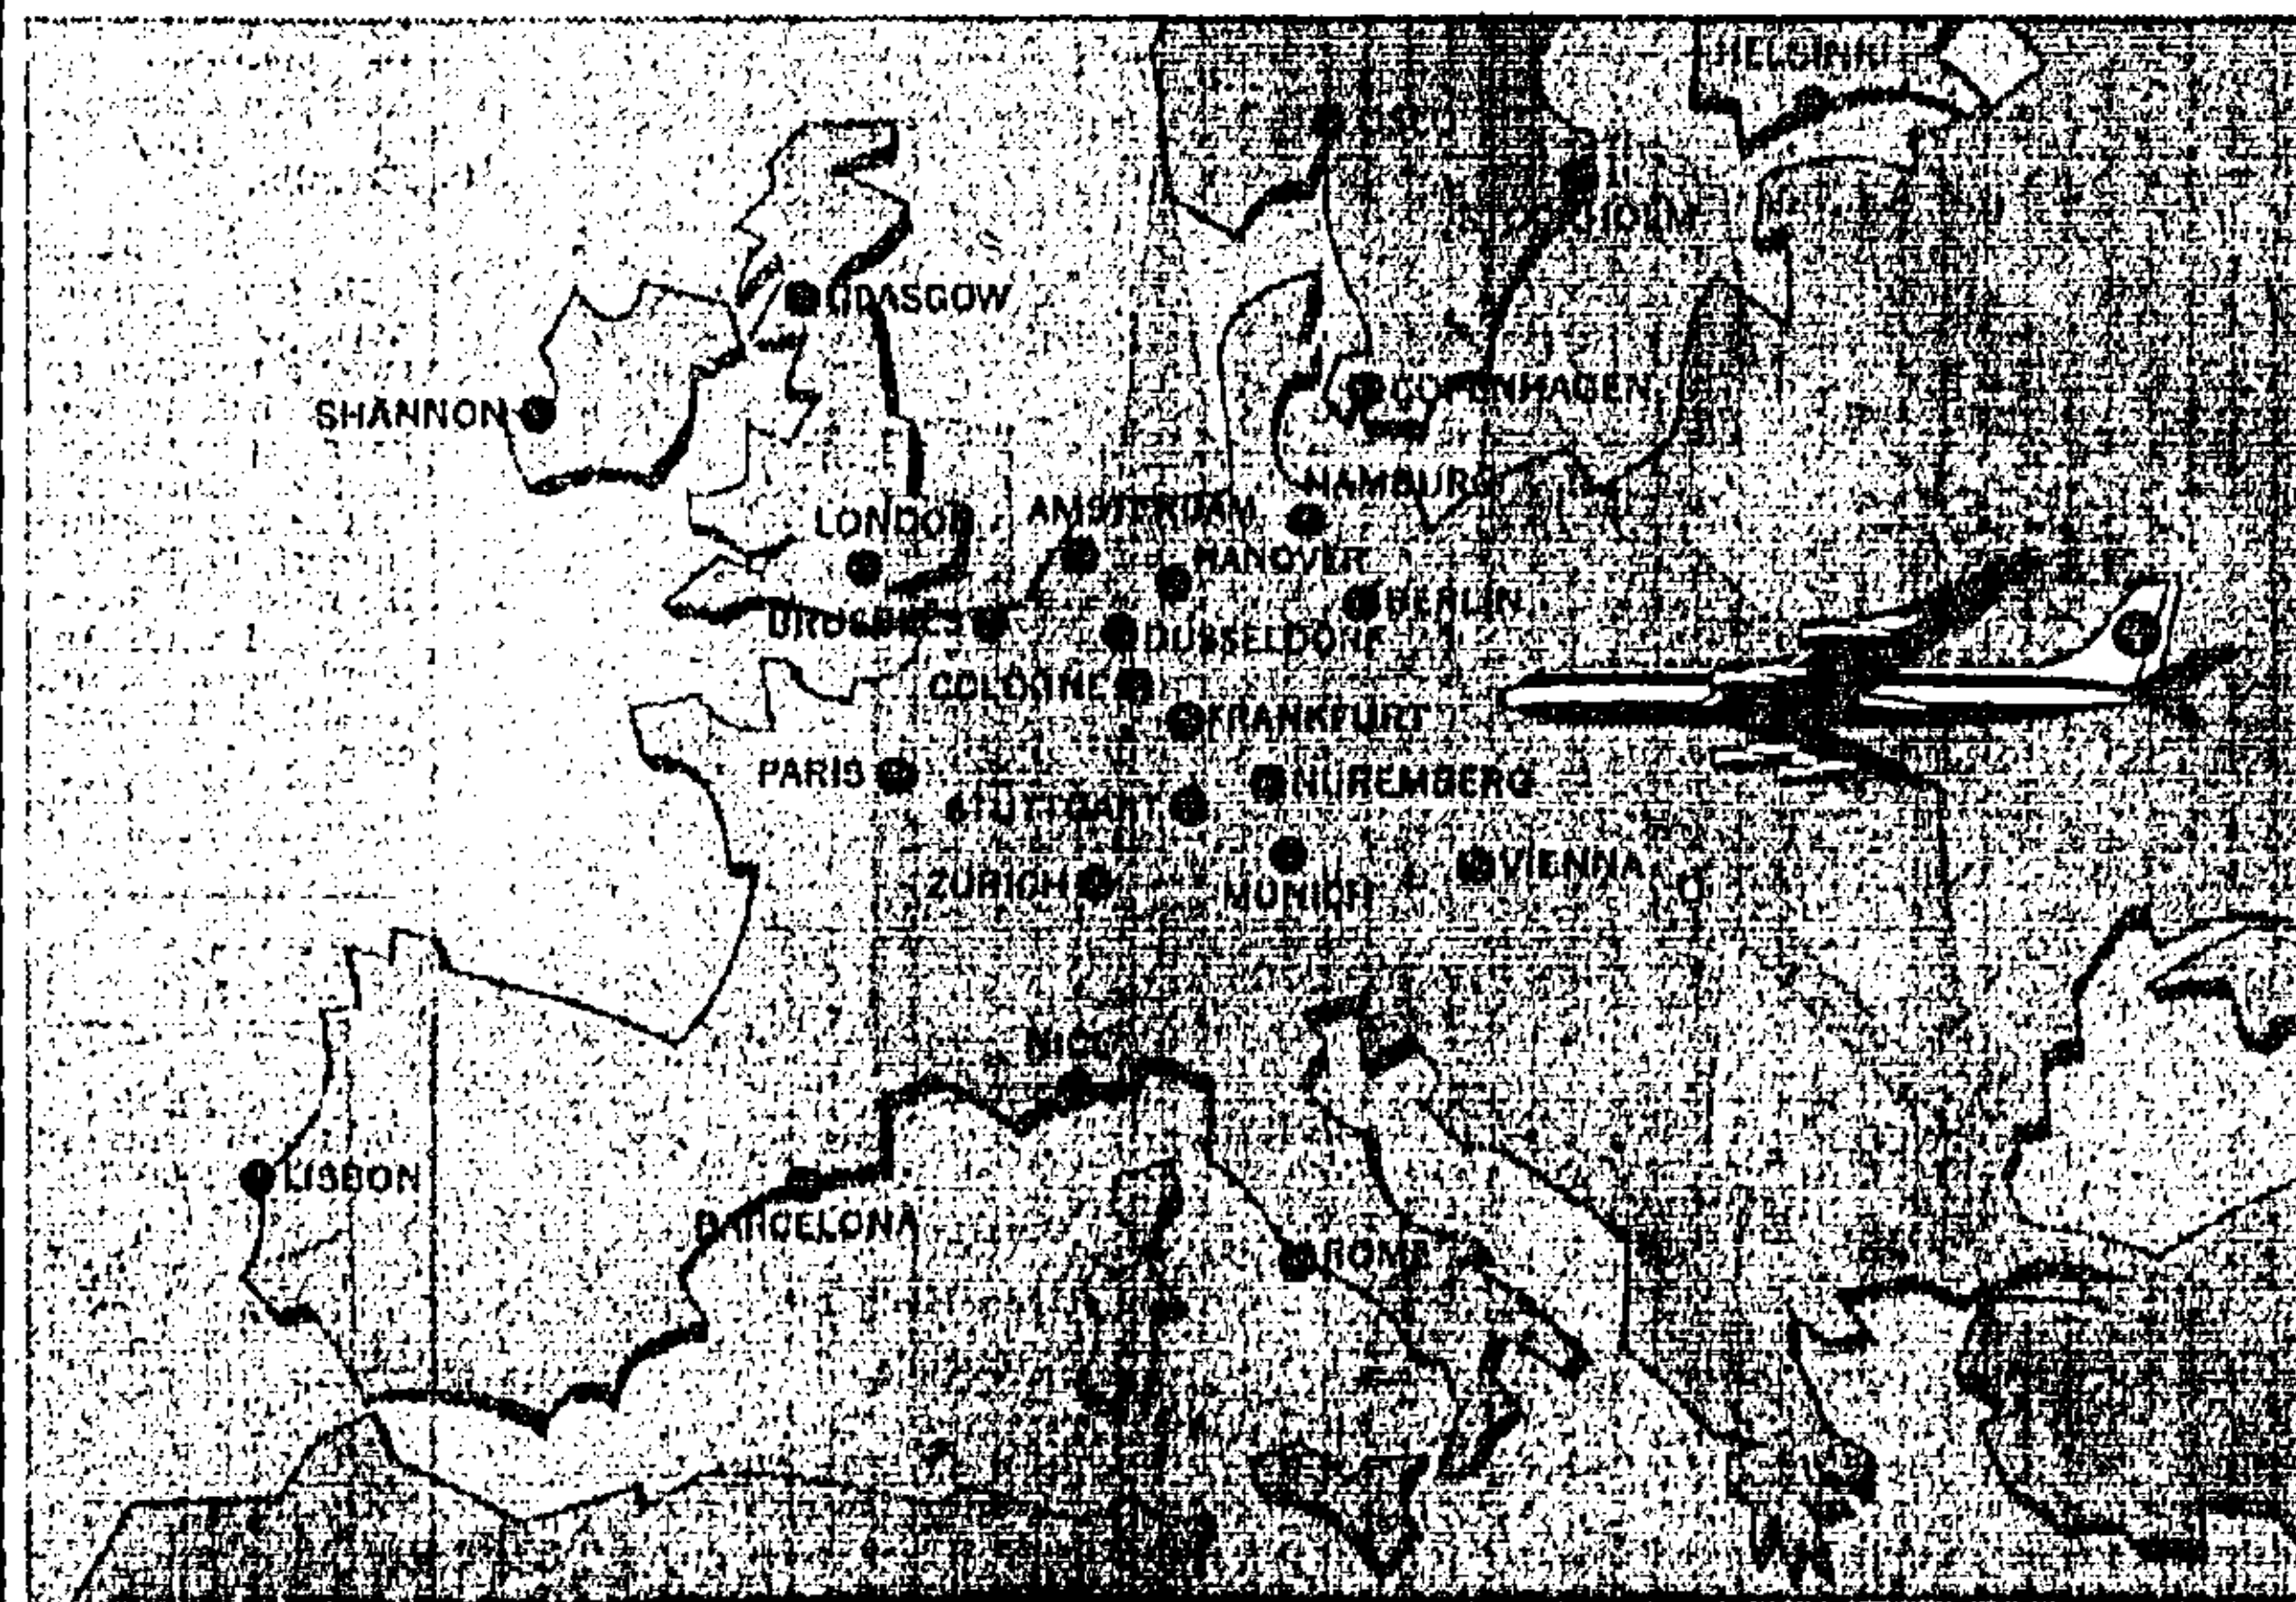 HELSINKI
OSLO
STOCKHOLM
GLASGOW
COPENHAGEN
SHANNON
HAMBURG
LONDON
AMSTERDAM
HANOVER
BERLIN
BRUSSELS
DUSSELDORF
COLOGNE
FRANKFURT
PARIS
NUREMBERG
STUTTGART
VIENNA
ZURICH
MUNICH
NICE
LISBON
BARCELONA
ROME